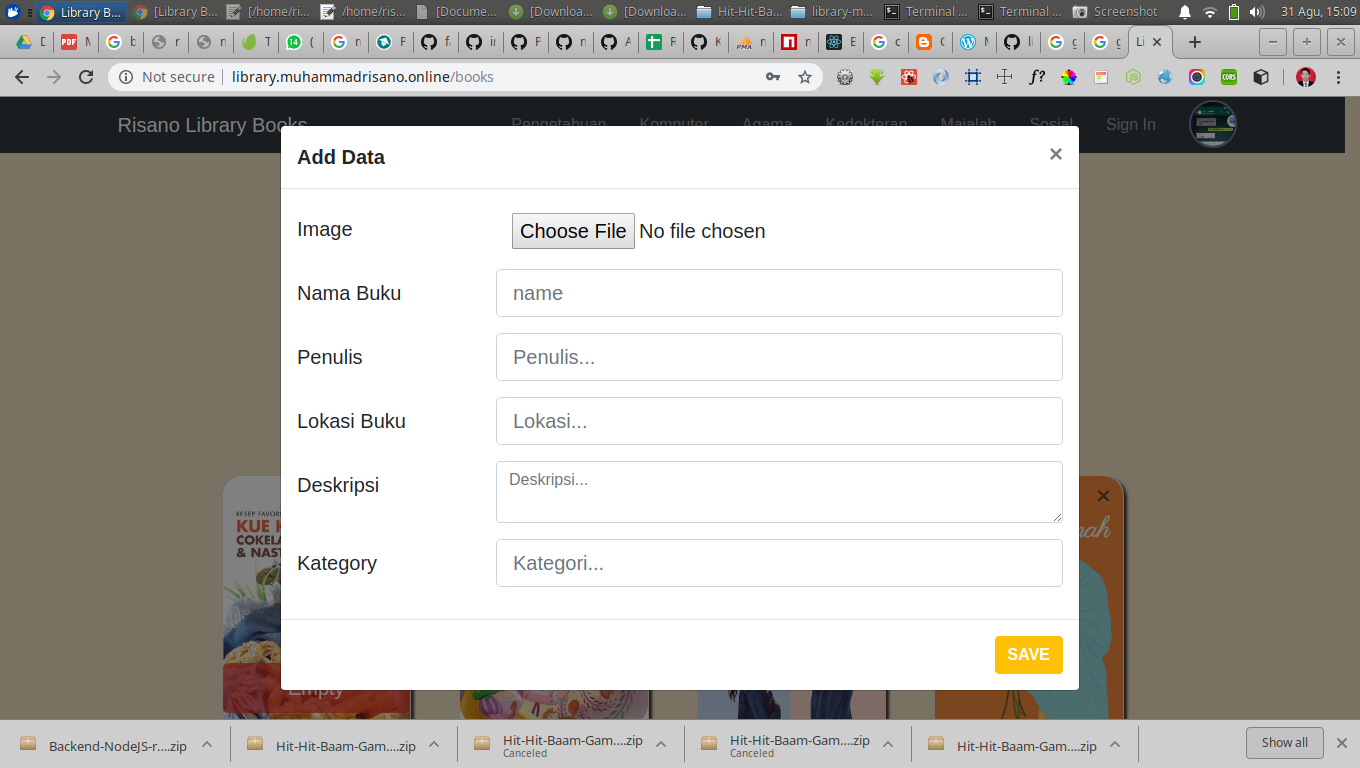 Library B...
[Library B...
[/home/ri...
/home/ris...
[Docume...
[Downloa...
[Downloa...
Hit-Hit-Ba...
library-m...
Terminal ...
Terminal ...
Screenshot
31 Agu, 15:09
Not secure
library.muhammadrisano.online/books
Risano Library Books
Pengetahuan
Komputer
Agama
Kedokteran
Majalah
Sosial
Sign In
Add Data
×
Image
Choose File No file chosen
Nama Buku
name
Penulis
Penulis...
Lokasi Buku
Lokasi...
Deskripsi
Deskripsi...
Kategory
Kategori...
SAVE
RESEP FAVOR
KUE K
COKELA
& NAST
Empty
mah
Backend-NodeJS-r....zip
Hit-Hit-Baam-Gam....zip
Hit-Hit-Baam-Gam....zip
Canceled
Hit-Hit-Baam-Gam....zip
Canceled
Hit-Hit-Baam-Gam....zip
Show all